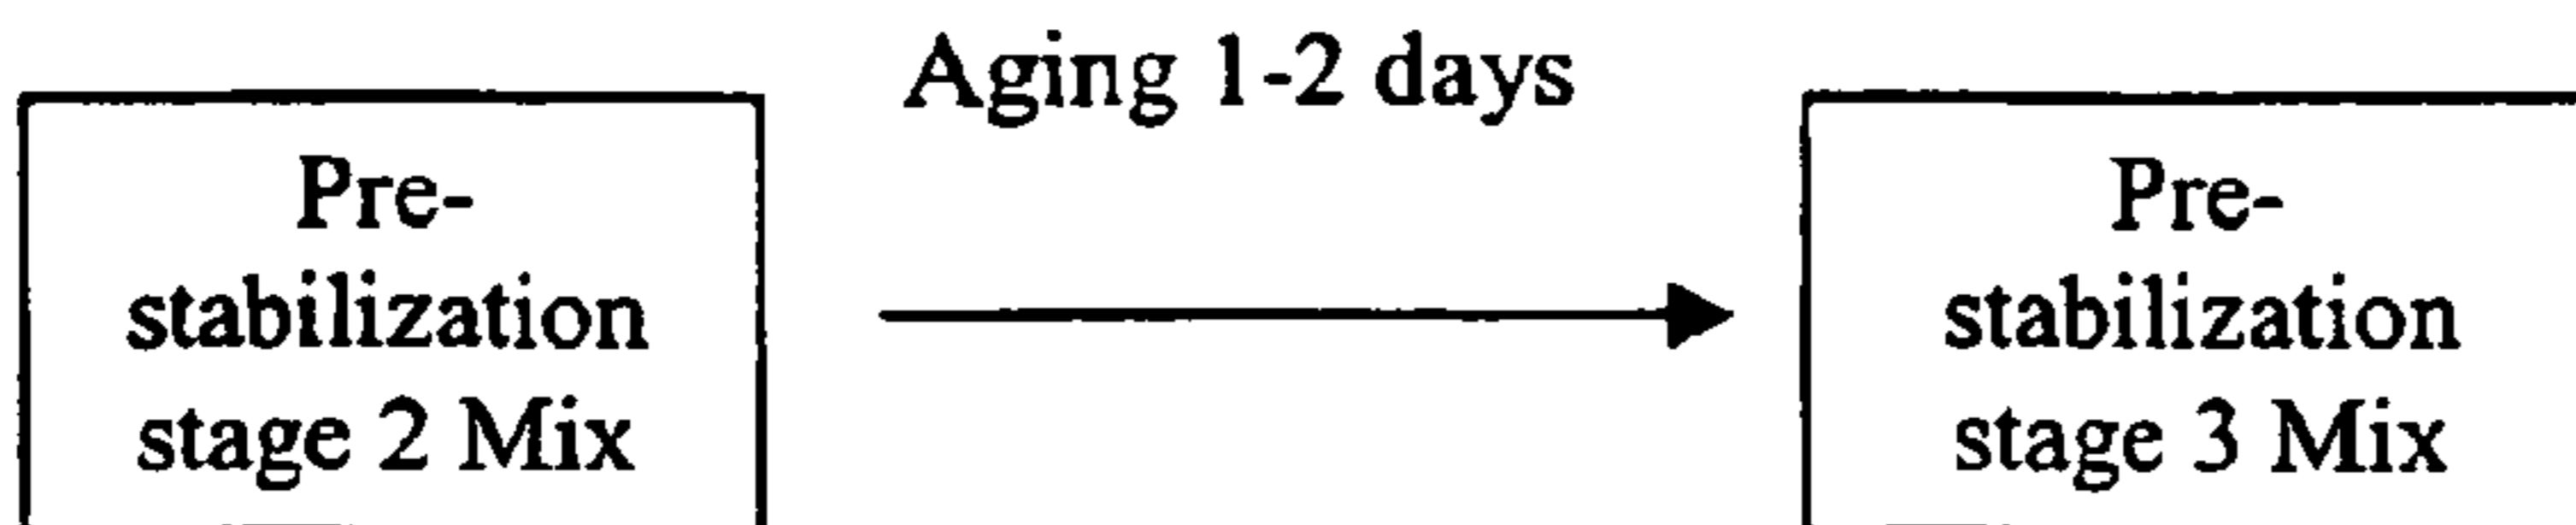 Aging 1-2 days
Pre-
stabilization
stage 2 Mix
Pre-
stabilization
stage 3 Mix